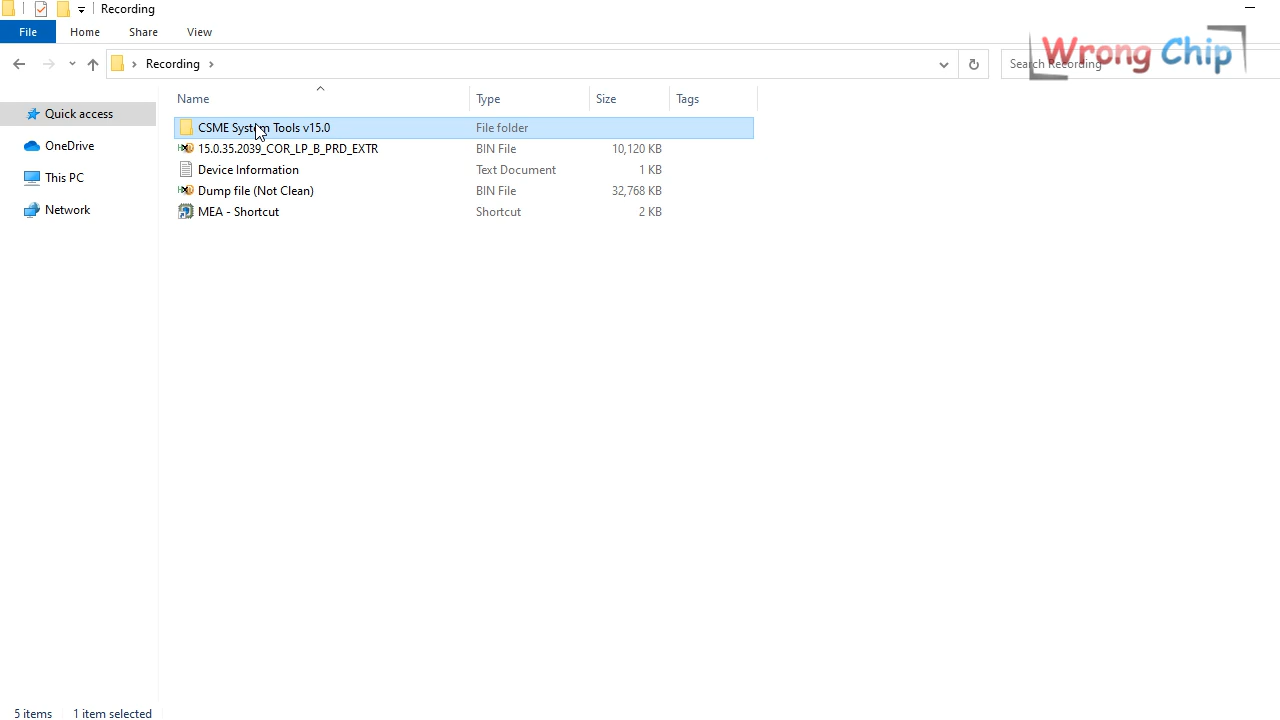 Recording
File Home Share View
Recording
Search Recording
Wrong Chip
Name Type Size Tags
Quick access
OneDrive
This PC
Network
CSME System Tools v15.0 File folder
15.0.35.2039_COR_LP_B_PRD_EXTR BIN File 10,120 KB
Device Information Text Document 1 KB
Dump file (Not Clean) BIN File 32,768 KB
MEA - Shortcut Shortcut 2 KB
5 items 1 item selected